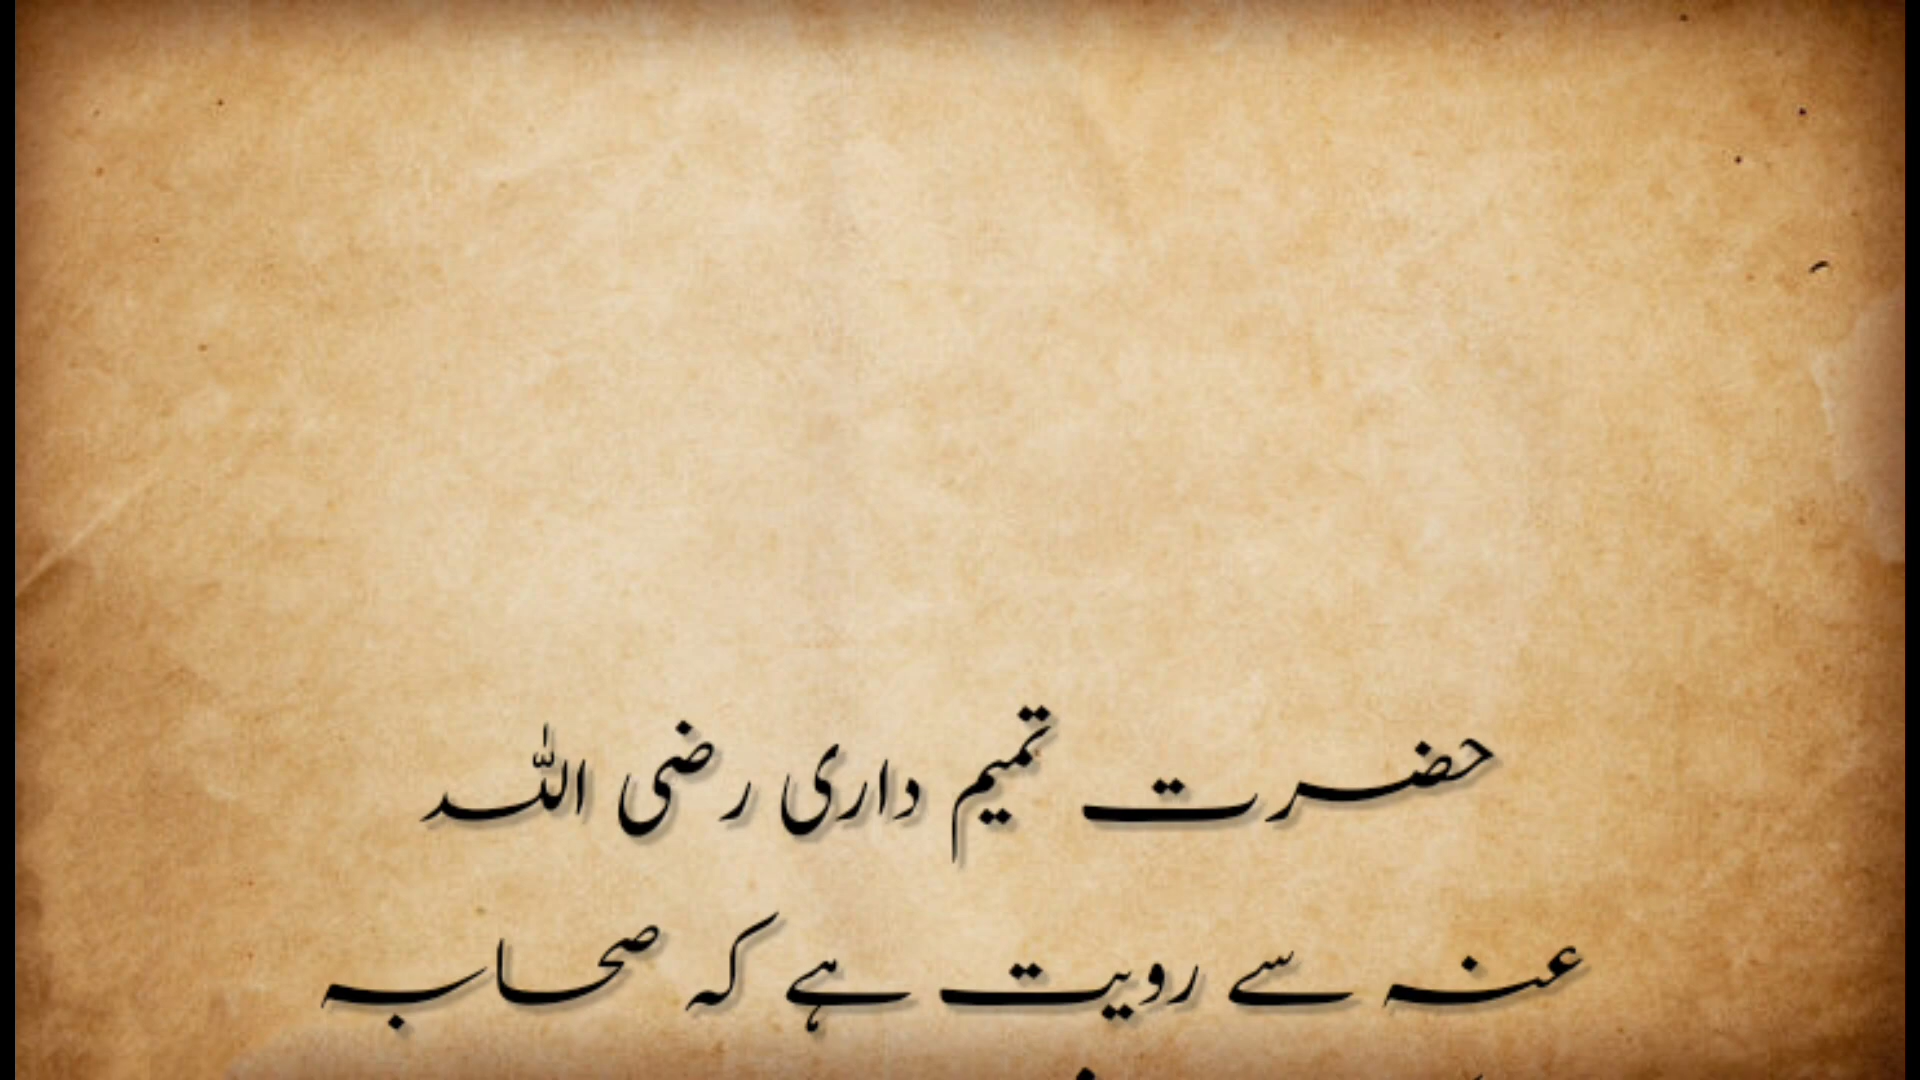 حضرت تمیم داری رضی اللہ
عنہ سے رویت ہے کہ صحابہ